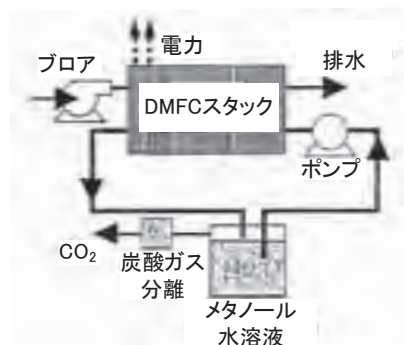 電力
ブロア
排水
DMFCスタック
ポンプ
CO₂
炭酸ガス
分離
メタノール
水溶液